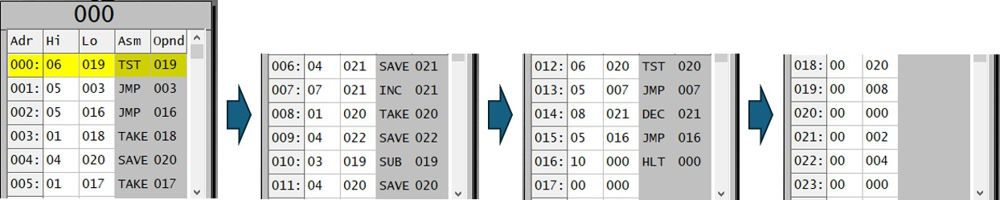 000
Adr Hi Lo Asm Opnd
000: 06 019 TST 019
001: 05 003 JMP 003
002: 05 016 JMP 016
003: 01 018 TAKE 018
004: 04 020 SAVE 020
005: 01 017 TAKE 017
006: 04 021 SAVE 021
007: 07 021 INC 021
008: 01 020 TAKE 020
009: 04 022 SAVE 022
010: 03 019 SUB 019
011: 04 020 SAVE 020
012: 06 020 TST 020
013: 05 007 JMP 007
014: 08 021 DEC 021
015: 05 016 JMP 016
016: 10 000 HLT 000
017: 00 000
018: 00 020
019: 00 008
020: 00 000
021: 00 002
022: 00 004
023: 00 000